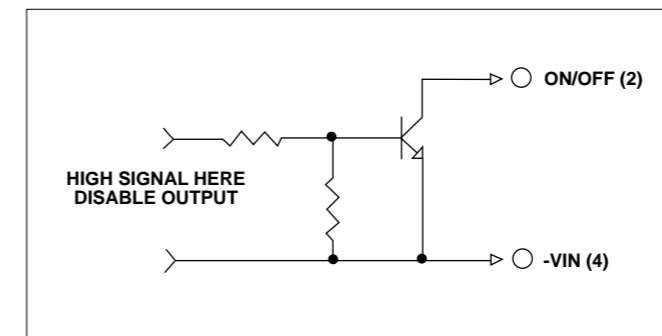 ON/OFF (2)
HIGH SIGNAL HERE
DISABLE OUTPUT
-VIN (4)